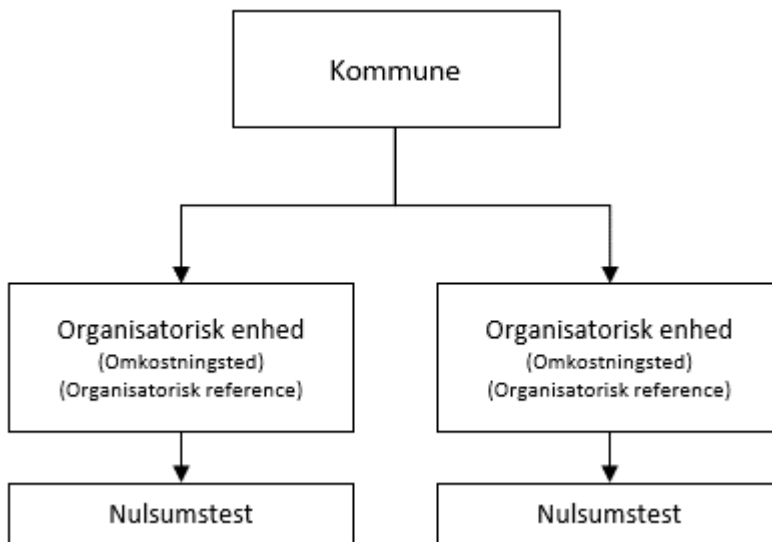 Kommune
Organisatorisk enhed
(Omkostningsted)
(Organisatorisk reference)
Organisatorisk enhed
(Omkostningsted)
(Organisatorisk reference)
Nulsumstest
Nulsumstest